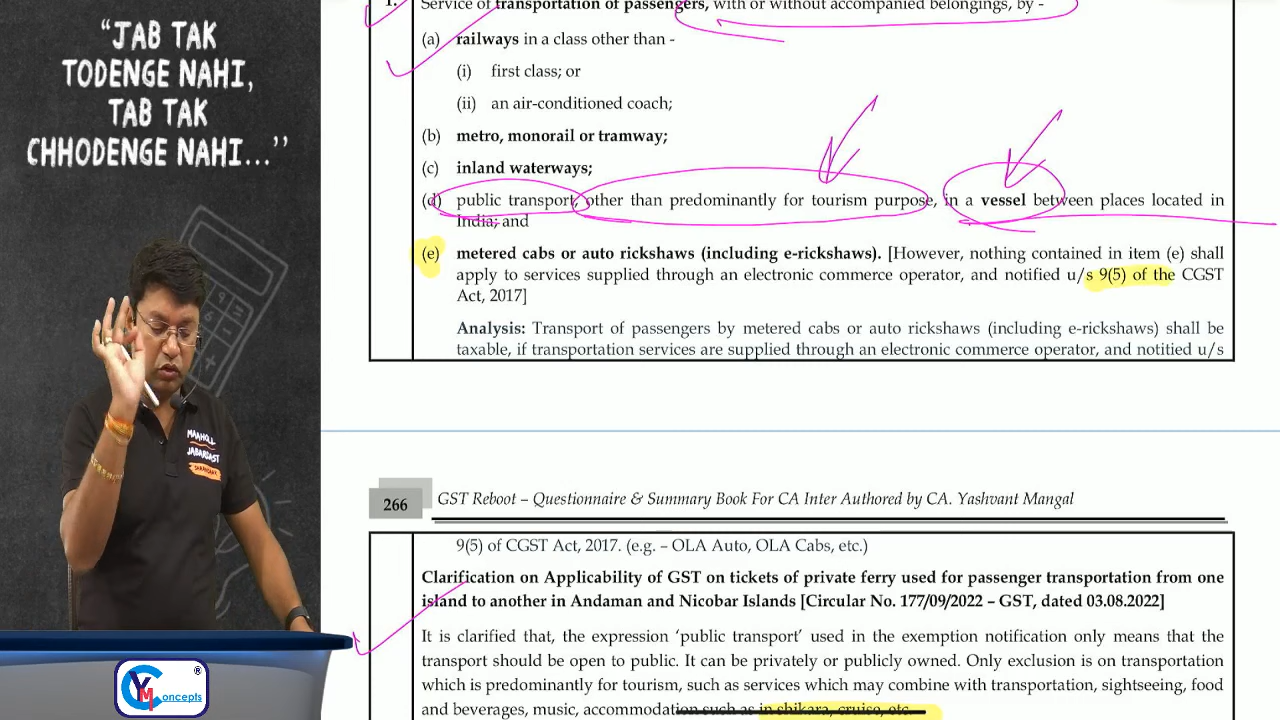 “JAB TAK
TODENGE NAHI,
TAB TAK
CHHODENGE NAHI...’’
MAAHOUL
JABARDAST
1. Service of transportation of passengers, with or without accompanied belongings, by -
(a) railways in a class other than -
(i) first class; or
(ii) an air-conditioned coach;
(b) metro, monorail or tramway;
(c) inland waterways;
(d) public transport, other than predominantly for tourism purpose, in a vessel between places located in
India; and
(e) metered cabs or auto rickshaws (including e-rickshaws). [However, nothing contained in item (e) shall
apply to services supplied through an electronic commerce operator, and notified u/s 9(5) of the CGST
Act, 2017]
Analysis: Transport of passengers by metered cabs or auto rickshaws (including e-rickshaws) shall be
taxable, if transportation services are supplied through an electronic commerce operator, and notified u/s
266 GST Reboot – Questionnaire & Summary Book For CA Inter Authored by CA. Yashvant Mangal
9(5) of CGST Act, 2017. (e.g. – OLA Auto, OLA Cabs, etc.)
Clarification on Applicability of GST on tickets of private ferry used for passenger transportation from one
island to another in Andaman and Nicobar Islands [Circular No. 177/09/2022 – GST, dated 03.08.2022]
It is clarified that, the expression ‘public transport’ used in the exemption notification only means that the
transport should be open to public. It can be privately or publicly owned. Only exclusion is on transportation
which is predominantly for tourism, such as services which may combine with transportation, sightseeing, food
and beverages, music, accommodation such as in shikara, cruise, etc.
CYM Concepts ®